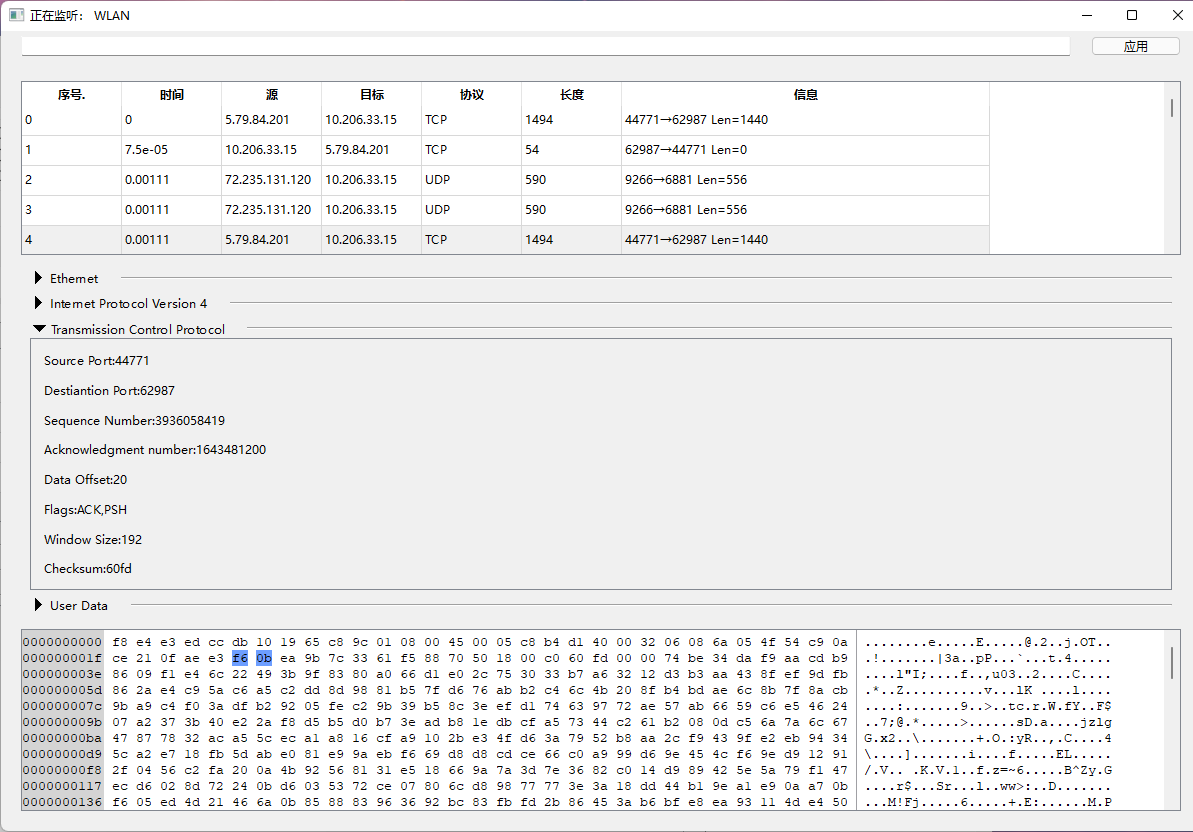 正在监听： WLAN
应用
序号. 时间 源 目标 协议 长度 信息
0 0 5.79.84.201 10.206.33.15 TCP 1494 44771→62987 Len=1440
1 7.5e-05 10.206.33.15 5.79.84.201 TCP 54 62987→44771 Len=0
2 0.00111 72.235.131.120 10.206.33.15 UDP 590 9266→6881 Len=556
3 0.00111 72.235.131.120 10.206.33.15 UDP 590 9266→6881 Len=556
4 0.00111 5.79.84.201 10.206.33.15 TCP 1494 44771→62987 Len=1440
Ethernet
Internet Protocol Version 4
Transmission Control Protocol
Source Port:44771
Destiantion Port:62987
Sequence Number:3936058419
Acknowledgment number:1643481200
Data Offset:20
Flags:ACK,PSH
Window Size:192
Checksum:60fd
User Data
0000000000 f8 e4 e3 ed cc db 10 19 65 c8 9c 01 08 00 45 00 05 c8 b4 d1 40 00 32 06 08 6a 05 4f 54 c9 0a ........e.....E.....@.2..j.OT..
000000001f ce 21 0f ae e3 f6 0b ea 9b 7c 33 61 f5 88 70 50 18 00 c0 60 fd 00 00 74 be 34 da f9 aa cd b9 .!.......|3a..pP...`...t.4.....
000000003e 86 09 f1 e4 6c 22 49 3b 9f 83 80 a0 66 d1 e0 2c 75 30 33 b7 a6 32 12 d3 b3 aa 43 8f ef 9d fb ....l"I;....f..,u03..2....C....
000000005d 86 2a e4 c9 5a c6 a5 c2 dd 8d 98 81 b5 7f d6 76 ab b2 c4 6c 4b 20 8f b4 bd ae 6c 8b 7f 8a cb .*..Z..........v...lK ....l....
000000007c 9b a9 c4 f0 3a df b2 92 05 fe c2 9b 39 b5 8c 3e ef d1 74 63 97 72 ae 57 ab 66 59 c6 e5 46 24 ....:.......9..>..tc.r.W.fY..F$
000000009b 07 a2 37 3b 40 e2 2a f8 d5 b5 d0 b7 3e ad b8 1e db cf a5 73 44 c2 61 b2 08 0d c5 6a 7a 6c 67 ..7;@.*.....>......sD.a....jzlg
00000000ba 47 87 78 32 ac a5 5c ec a1 a8 16 cf a9 10 2b e3 4f d6 3a 79 52 b8 aa 2c f9 43 9f e2 eb 94 34 G.x2..\.......+.O.:yR..,.C....4
00000000d9 5c a2 e7 18 fb 5d ab e0 81 e9 9a eb f6 69 d8 d8 cd ce 66 c0 a9 99 d6 9e 45 4c f6 9e d9 12 91 \....].......i....f.....EL.....
00000000f8 2f 04 56 c2 fa 20 0a 4b 92 56 81 31 e5 18 66 9a 7a 3d 7e 36 82 c0 14 d9 89 42 5e 5a 79 f1 47 /.V.. .K.V.1..f.z=~6.....B^Zy.G
0000000117 ec d6 02 8d 72 24 0b d6 03 53 72 ce 07 80 6c d8 98 77 77 3e 3a 18 dd 44 b1 9e a1 e9 0a a7 0b ....r$...Sr...l..ww>:..D.......
0000000136 f6 05 ed 4d 21 46 6a 0b 85 88 83 96 36 92 bc 83 fb fd 2b 86 45 3a b6 bf e8 ea 93 11 4d e4 50 ...M!Fj.....6.....+.E:......M.P